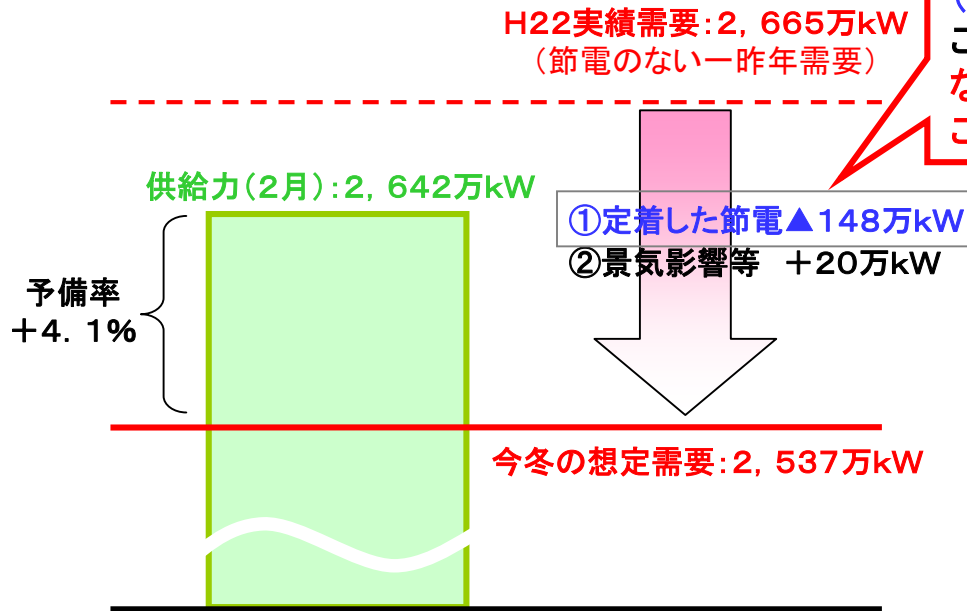 H22実績需要:2,665万kW
(節電のない一昨年需要)
こ
な
こ
供給力(2月):2,642万kW
①定着した節電▲148万kW
②景気影響等 +20万kW
予備率
+4.1%
今冬の想定需要:2,537万kW